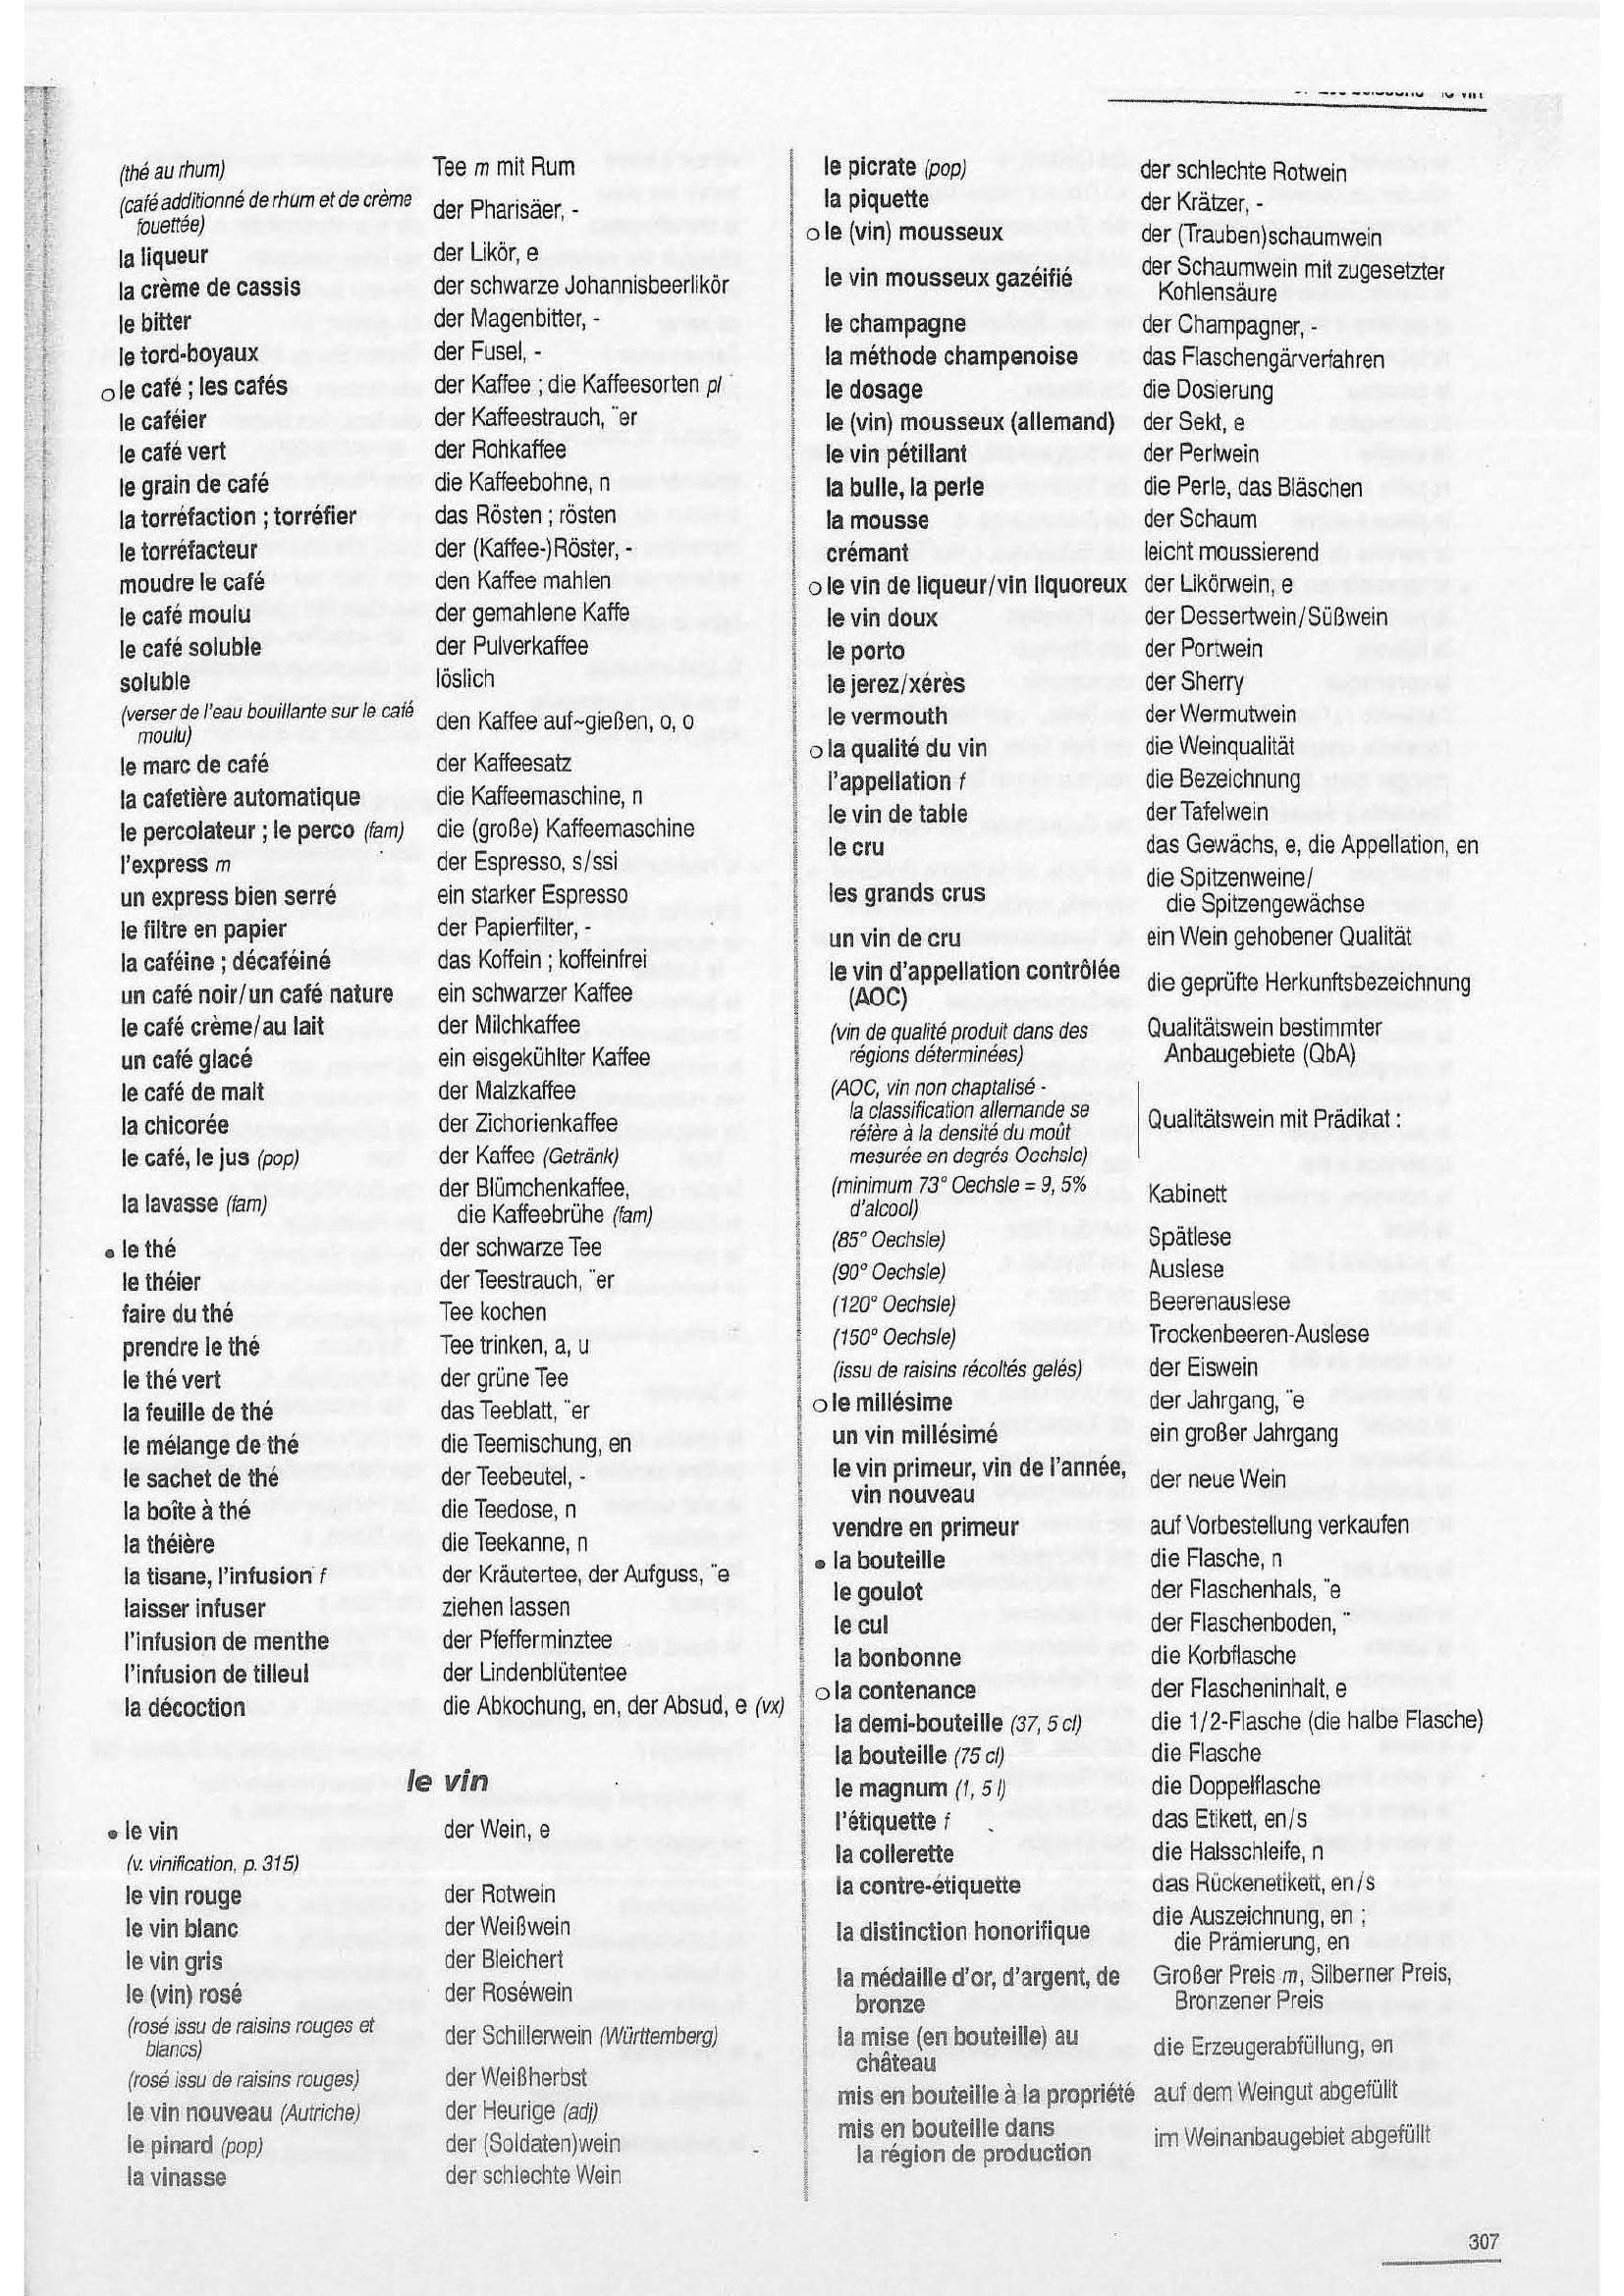 le vin
(thé au rhum) Tee m mit Rum
(café additionné de rhum et de crème
fouettée) der Pharisäer, -
la liqueur der Likör, e
la crème de cassis der schwarze Johannisbeerlikör
le bitter der Magenbitter, -
le tord-boyaux der Fusel, -
o le café ; les cafés der Kaffee ; die Kaffeesorten pl
le caféier der Kaffeestrauch, ¨er
le café vert der Rohkaffee
le grain de café die Kaffeebohne, n
la torréfaction ; torréfier das Rösten ; rösten
le torréfacteur der (Kaffee-)Röster, -
moudre le café den Kaffee mahlen
le café moulu der gemahlene Kaffe
le café soluble der Pulverkaffee
soluble löslich
(verser de l'eau bouillante sur le café
moulu) den Kaffee auf~gießen, o, o
le marc de café der Kaffeesatz
la cafetière automatique die Kaffeemaschine, n
le percolateur ; le perco (fam) die (große) Kaffeemaschine
l'express m der Espresso, s/ssi
un express bien serré ein starker Espresso
le filtre en papier der Papierfilter, -
la caféine ; décaféiné das Koffein ; koffeinfrei
un café noir/un café nature ein schwarzer Kaffee
le café crème/au lait der Milchkaffee
un café glacé ein eisgekühlter Kaffee
le café de malt der Malzkaffee
la chicorée der Zichorienkaffee
le café, le jus (pop) der Kaffee (Getränk)
la lavasse (fam) der Blümchenkaffee,
die Kaffeebrühe (fam)
• le thé der schwarze Tee
le théier der Teestrauch, ¨er
faire du thé Tee kochen
prendre le thé Tee trinken, a, u
le thé vert der grüne Tee
la feuille de thé das Teeblatt, ¨er
le mélange de thé die Teemischung, en
le sachet de thé der Teebeutel, -
la boîte à thé die Teedose, n
la théière die Teekanne, n
la tisane, l'infusion f der Kräutertee, der Aufguss, ¨e
laisser infuser ziehen lassen
l'infusion de menthe der Pfefferminztee
l'infusion de tilleul der Lindenblütentee
la décoction die Abkochung, en, der Absud, e (vx)
le vin
• le vin der Wein, e
(v. vinification, p. 315)
le vin rouge der Rotwein
le vin blanc der Weißwein
le vin gris der Bleichert
le (vin) rosé der Roséwein
(rosé issu de raisins rouges et
blancs) der Schillerwein (Württemberg)
(rosé issu de raisins rouges) der Weißherbst
le vin nouveau (Autriche) der Heurige (adj)
le pinard (pop) der (Soldaten)wein
la vinasse der schlechte Wein
le picrate (pop) der schlechte Rotwein
la piquette der Krätzer, -
o le (vin) mousseux der (Trauben)schaumwein
le vin mousseux gazéifié der Schaumwein mit zugesetzter
Kohlensäure
le champagne der Champagner, -
la méthode champenoise das Flaschengärverfahren
le dosage die Dosierung
le (vin) mousseux (allemand) der Sekt, e
le vin pétillant der Perlwein
la bulle, la perle die Perle, das Bläschen
la mousse der Schaum
crémant leicht moussierend
o le vin de liqueur/vin liquoreux der Likörwein, e
le vin doux der Dessertwein/Süßwein
le porto der Portwein
le jerez/xérès der Sherry
le vermouth der Wermutwein
o la qualité du vin die Weinqualität
l'appellation f die Bezeichnung
le vin de table der Tafelwein
le cru das Gewächs, e, die Appellation, en
les grands crus die Spitzenweine/
die Spitzengewächse
un vin de cru ein Wein gehobener Qualität
le vin d'appellation contrôlée
(AOC) die geprüfte Herkunftsbezeichnung
(vin de qualité produit dans des Qualitätswein bestimmter
régions déterminées) Anbaugebiete (QbA)
(AOC, vin non chaptalisé -
la classification allemande se
réfère à la densité du moût Qualitätswein mit Prädikat :
mesurée en degrés Oechsle)
(minimum 73° Oechsle = 9, 5%
d'alcool) Kabinett
(85° Oechsle) Spätlese
(90° Oechsle) Auslese
(120° Oechsle) Beerenauslese
(150° Oechsle) Trockenbeeren-Auslese
(issu de raisins récoltés gelés) der Eiswein
o le millésime der Jahrgang, ¨e
un vin millésimé ein großer Jahrgang
le vin primeur, vin de l'année,
vin nouveau der neue Wein
vendre en primeur auf Vorbestellung verkaufen
• la bouteille die Flasche, n
le goulot der Flaschenhals, ¨e
le cul der Flaschenboden, ¨
la bonbonne die Korbflasche
o la contenance der Flascheninhalt, e
la demi-bouteille (37, 5 cl) die 1/2-Flasche (die halbe Flasche)
la bouteille (75 cl) die Flasche
le magnum (1, 5 l) die Doppelflasche
l'étiquette f das Etikett, en/s
la collerette die Halsschleife, n
la contre-étiquette das Rückenetikett, en/s
la distinction honorifique die Auszeichnung, en ;
die Prämierung, en
la médaille d'or, d'argent, de Großer Preis m, Silberner Preis,
bronze Bronzener Preis
la mise (en bouteille) au
château die Erzeugerabfüllung, en
mis en bouteille à la propriété auf dem Weingut abgefüllt
mis en bouteille dans
la région de production im Weinanbaugebiet abgefüllt
307